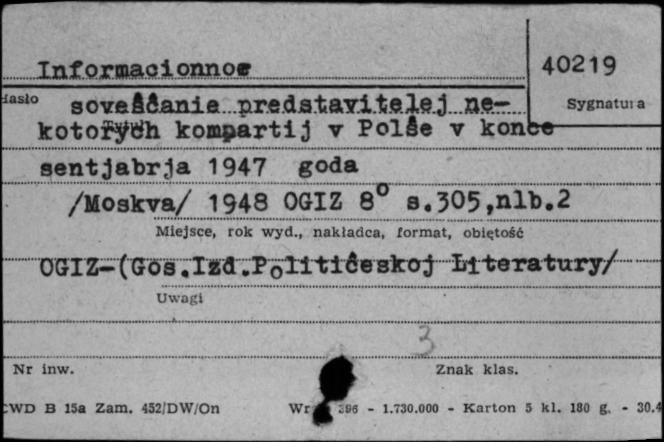 Informacionnoe
40219
Hasło
soveščanie predstavitelej ne-
Sygnatura
Tytuł
kotorych kompartij v Polše v konce
sentjabrja 1947 goda
/Moskva/ 1948 OGIZ 8° s.305,nlb.2
Miejsce, rok wyd., nakładca, format, objętość
OGIZ-(Gos.Izd.Političeskoj Literatury/
Uwagi
3
Nr inw.
Znak klas.
CWD B 15a Zam. 452/DW/On
396 - 1.730.000 - Karton 5 kl. 180 g. - 30.4